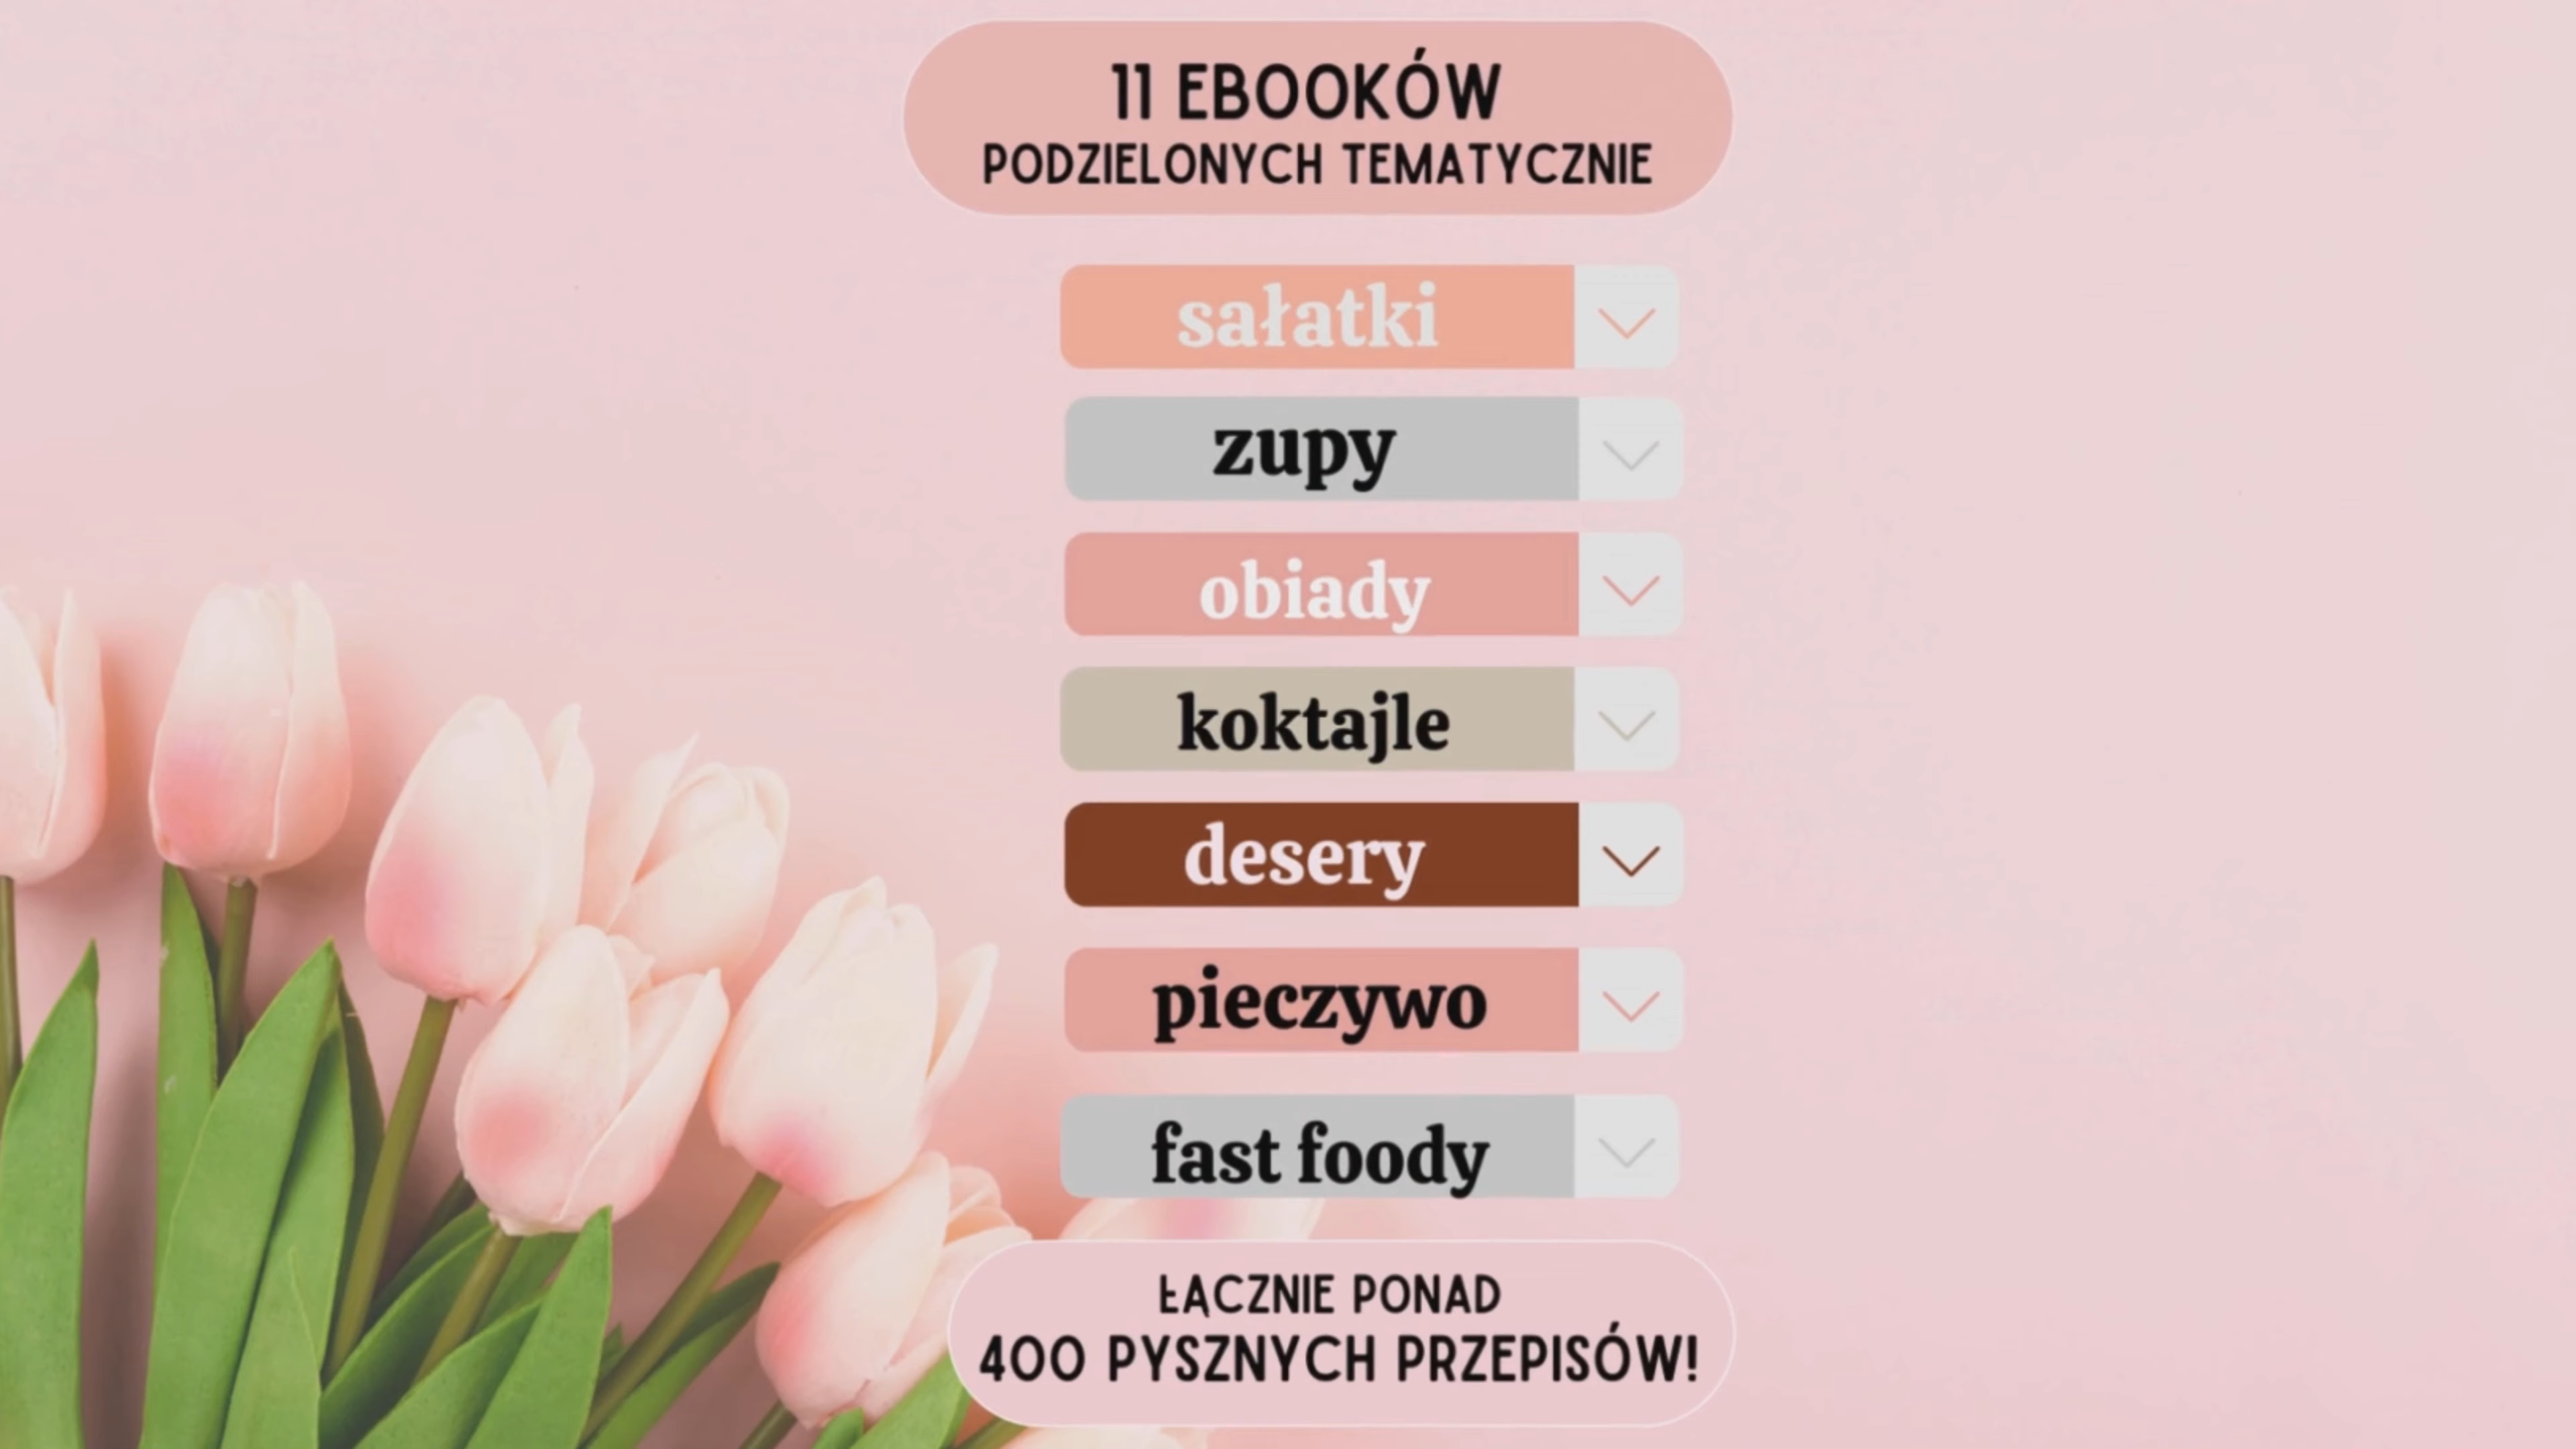 11 EBOOKÓW
PODZIELONYCH TEMATYCZNIE
sałatki
zupy
obiady
koktajle
desery
pieczywo
fast foody
ŁĄCZNIE PONAD
400 PYSZNYCH PRZEPISÓW!